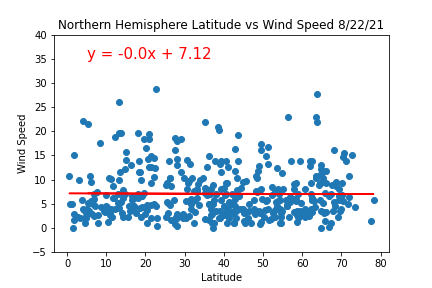 Northern Hemisphere Latitude vs Wind Speed 8/22/21
y = -0.0x + 7.12
Wind Speed
40
35
30
25
20
15
10
5
0
−5
0 10 20 30 40 50 60 70 80
Latitude